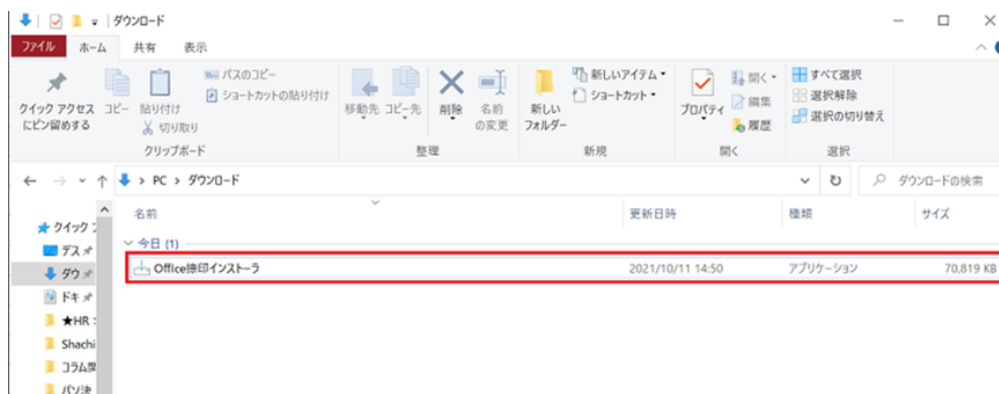 ダウンロード
ファイル ホーム 共有 表示
クイック アクセス
にピン留めする
コピー
貼り付け
パスのコピー
ショートカットの貼り付け
切り取り
クリップボード
移動先
コピー先
削除
名前
の変更
整理
新しい
フォルダー
新しいアイテム
ショートカット
新規
プロパティ
開く
編集
履歴
開く
すべて選択
選択解除
選択の切り替え
選択
PC > ダウンロード
ダウンロードの検索
名前 更新日時 種類 サイズ
今日 (1)
Office捺印インストーラ 2021/10/11 14:50 アプリケーション 70,819 KB
クイック
デス
ダウ
ドキ
★HR
Shachi
コラム
パソ決